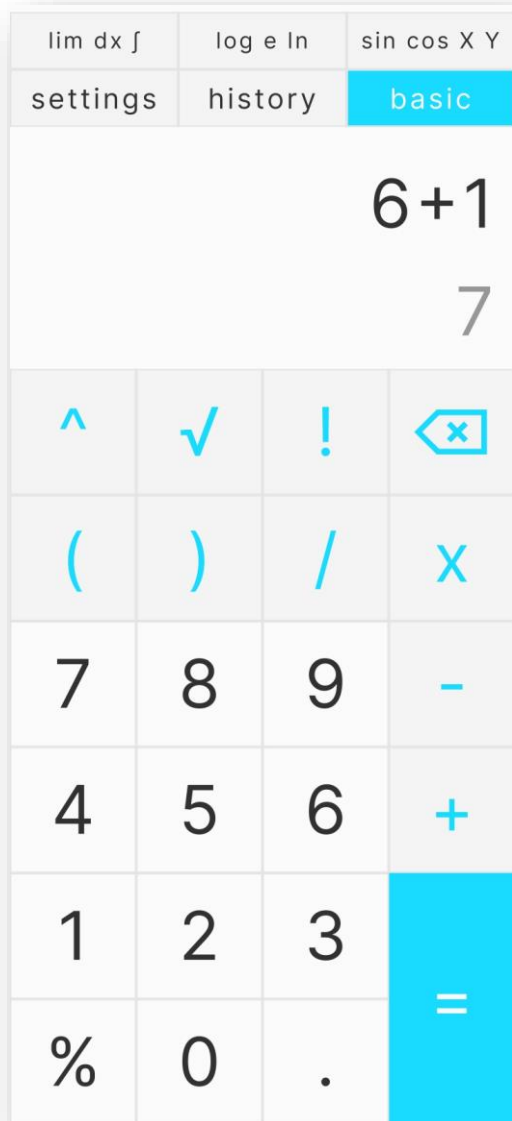 lim dx ∫ log e ln sin cos X Y
settings history basic
6+1
7
^ √ !
( ) / x
7 8 9 -
4 5 6 +
1 2 3
=
% 0 .